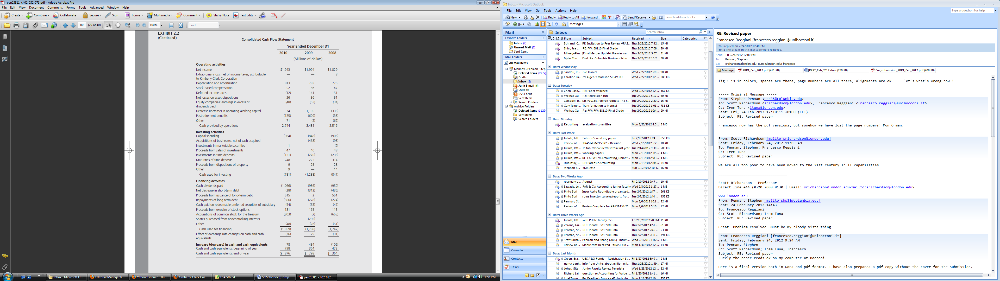 pen25311_ch02_032-071.pdf - Adobe Acrobat Pro
File Edit View Document Comments Forms Tools Advanced Window Help
Create Combine Collaborate Secure Sign Forms Multimedia Comment Sticky Note Text Edits
60 (29 of 40) 100% Find
EXHIBIT 2.2
(Continued)
Consolidated Cash Flow Statement
Year Ended December 31
2010 2009 2008
(Millions of dollars)
Operating activities
Net income $1,943 $1,994 $1,829
Extraordinary loss, net of income taxes, attributable — — 8
to Kimberly-Clark Corporation
Depreciation and amortization 813 783 775
Stock-based compensation 52 86 47
Deferred income taxes (12) 141 151
Net losses on asset dispositions 26 36 51
Equity companies' earnings in excess of (48) (53) (34)
dividends paid
Decrease (increase) in operating working capital 24 1,105 (335)
Postretirement benefits (125) (609) (38)
Other 71 (2) (62)
Cash provided by operations 2,744 3,481 2,516
Investing activities
Capital spending (964) (848) (906)
Acquisitions of businesses, net of cash acquired — (458) (98)
Investments in marketable securities 1 — (9)
Proceeds from sales of investments 47 40 48
Investments in time deposits (131) (270) (238)
Maturities of time deposits 248 223 314
Proceeds from dispositions of property 9 25 28
Other 9 — 14
Cash used for investing (781) (1,288) (847)
Financing activities
Cash dividends paid (1,066) (986) (950)
Net decrease in short-term debt (28) (312) (436)
Proceeds from issuance of long-term debt 515 2 551
Repayments of long-term debt (506) (278) (274)
Cash paid on redeemable preferred securities of subsidiary (54) (53) (47)
Proceeds from exercise of stock options 131 165 113
Acquisitions of common stock for the treasury (803) (7) (653)
Shares purchased from noncontrolling interests — (293) —
Other (48) (26) (51)
Cash used for financing (1,859) (1,788) (1,747)
Effect of exchange rate changes on cash and cash (26) 29 (31)
equivalents
Increase (decrease) in cash and cash equivalents 78 434 (109)
Cash and cash equivalents, beginning of year 798 364 473
Cash and cash equivalents, end of year $ 876 $ 798 $ 364
Inbox - Microsoft O... Editorial Manager® ... Yahoo! Finance - Bu... Kimberly-Clark Cor... FSA 5th ed Sol5ch2.doc [Comp... pen25311_ch02_032... 1:58 PM
Inbox - Microsoft Outlook
File Edit View Go Tools Actions Help
Type a question for help
New Reply Reply to All Forward Send/Receive Search address books
Back Messages
Mail
Favorite Folders
Inbox (2)
Unread Mail (2)
Sent Items
Mail Folders
All Mail Items
Mailbox - Penman, Step
Deleted Items (2777)
Drafts
Inbox (2)
Junk E-mail [6]
Outbox
RSS Feeds
Sent Items
Search Folders
Archive Folders
Deleted Items (11294
Sent Items
Search Folders
Mail
Calendar
Contacts
Tasks
Inbox Search Inbox
From Subject Received Size Categories
Schrand, C... RE: Invitation to Peer Review #RAS... Thu 2/23/2012 7:42... 15 KB
Shim, Jae-... RE: FW: B8110 Final Grade Thu 2/23/2012 7:08... 20 KB
MileagePlus [Final Merger Update] Premier car... Thu 2/23/2012 5:07... 31 KB
Myles Tho... Fwd: Re: Columbia Business Scho... Thu 2/23/2012 10:2... 38 KB
Date: Wednesday
Sandhu, R... GVI Invoice Wed 2/22/2012 2:0... 90 KB
Caroline Pa... re: Alger & Madison SICAV PLC Wed 2/22/2012 12:... 388 KB
Date: Tuesday
Chen, Jaso... RE: Paper attached Wed 2/22/2012 12:... 467 KB
Weihao Xu Re: Regression run Tue 2/21/2012 5:17... 60 KB
Campbell R... MS #10135, referee request, The J... Tue 2/21/2012 2:29... 16 KB
Gary Templ... Transformation to Normal Tue 2/21/2012 1:01... 731 KB
Weihao Xu Re: FW: FW: B8110 Final Grade Tue 2/21/2012 10:4... 20 KB
Date: Monday
Recruiting evaluation committee Mon 2/20/2012 4:5... 3 MB
Date: Last Week
Jullich, Jeff... Fabrizio's working paper Fri 2/17/2012 9:24 ... 656 KB
Review of ... #RAST-EM-2156R2 - Revision Wed 2/15/2012 5:2... 10 KB
Jullich, Jeff... Jr. fac. reviews letters from last year Tue 2/14/2012 9:30... 208 KB
Jullich, Jeff... working papers Mon 2/13/2012 3:5... 4 MB
Jullich, Jeff... RE: FAR & CV: Accounting junior f... Mon 2/13/2012 9:3... 4 MB
Dubinsky, ... RE: Forensic Accounting Mon 2/13/2012 8:4... 34 KB
Stephan B... KMB case Sun 2/12/2012 10:4... 16 KB
Date: Two Weeks Ago
rosemary p... August Fri 2/10/2012 9:47 ... 10 KB
Sawada, Le... FAR & CV: Accounting junior faculty Wed 2/8/2012 1:27... 1 MB
Pinto Suri Insur Acctg Roundtable organized... Tue 2/7/2012 1:47 ... 261 KB
Pinto Suri some investor surveys/reports fro... Tue 2/7/2012 1:44 ... 455 KB
Penman, St... Mon 2/6/2012 10:1... 22 KB
Review of ... Review Complete for #RAST-EM-25... Mon 2/6/2012 5:10... 12 KB
Date: Three Weeks Ago
Jullich, Jeff... --STEPHEN: faculty CVs Fri 2/3/2012 2:28 PM 11 KB
Verona, Gu... RE: Update: S&P 500 Data Thu 2/2/2012 4:51 ... 61 KB
Penman, St... RE: Update: S&P 500 Data Thu 2/2/2012 2:45 ... 23 KB
Penman, St... RE: Update: S&P 500 Data Thu 2/2/2012 2:33 ... 794 KB
Scott Richa... Penman and Zhang (2006) : Intuiti... Wed 2/1/2012 11:2... 1 MB
Review of ... Manuscript Received - #RAST-EM-... Mon 1/30/2012 12:... 13 KB
Date: Last Month
Green, Bra... UBS A&Q Funds -- Registration St... Fri 1/27/2012 6:49 ... 2 MB
nancy banks info from Unite, about million mil... Thu 1/26/2012 1:49... 17 KB
Johar, Gita Junior Faculty Review Template Wed 1/25/2012 12:... 52 KB
Richard Lai question re Accounting for Value, ... Fri 1/20/2012 1:41 ... 16 KB
Ariel Town... Re: Feedback from a self study stu... Mon 1/16/2012 10:... 235 KB
RE: Revised paper
Francesco Reggiani [francesco.reggiani@unibocconi.it]
You replied on 2/24/2012 12:40 PM.
Extra line breaks in this message were removed.
Sent: Fri 2/24/2012 12:00 PM
To: Penman, Stephen
Cc: srichardson@london.edu; ituna@london.edu; francesco
Message PRRT_Feb_2012.pdf (411 KB) PRRT_Feb_2012.docx (250 KB) For_submission_PRRT_Feb_2012.pdf (408 KB)
fig 1 is in colors, spaces are there, page numbers are all there, alignments are ok ... let's what's wrong now !
----- Original Message -----
From: Stephen Penman <shp38@columbia.edu>
To: Scott Richardson <srichardson@london.edu>, Francesco Reggiani <francesco.reggiani@unibocconi.it>
Cc: Irem Tuna <ituna@london.edu>
Sent: Fri, 24 Feb 2012 17:10:11 +0100 (CET)
Subject: RE: Revised paper
Francesco now has the pdf versions, but somehow we have lost the page numbers! Mon O man.
From: Scott Richardson [mailto:srichardson@london.edu]
Sent: Friday, February 24, 2012 11:05 AM
To: Penman, Stephen; Francesco Reggiani
Cc: Irem Tuna
Subject: RE: Revised paper
We are all too poor to have been moved to the 21st century in IT capabilities...
Scott Richardson | Professor
Direct line +44 (0)20 7000 8130 | Email: srichardson@london.edu<mailto:srichardson@london.edu>
www.london.edu
From: Penman, Stephen [mailto:shp38@columbia.edu]
Sent: 24 February 2012 14:43
To: Francesco Reggiani
Cc: Scott Richardson; Irem Tuna
Subject: RE: Revised paper
Great. Problem resolved. Must be my bloody vista thing.
From: Francesco Reggiani [francesco.reggiani@unibocconi.it]
Sent: Friday, February 24, 2012 9:24 AM
To: Penman, Stephen
Cc: Scott Richardson; Irem Tuna; francesco
Subject: RE: Revised paper
Luckly the paper reads ok on my computer at Bocconi.
Here is a final version both in word and pdf format. I have also prepared a pdf copy without the cover for the submission.